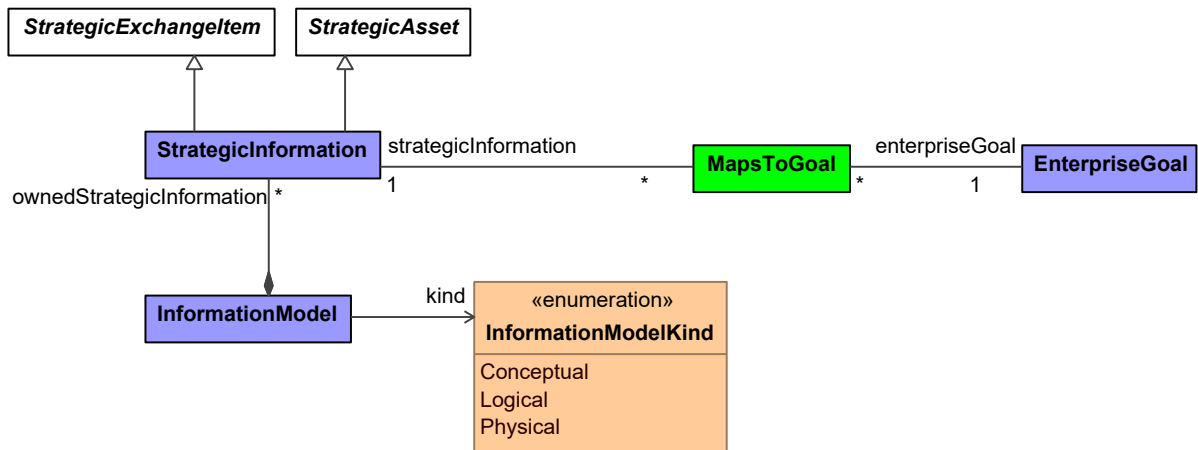 StrategicExchangeItem
StrategicAsset
StrategicInformation
strategicInformation
1
*
MapsToGoal
enterpriseGoal
*
1
EnterpriseGoal
ownedStrategicInformation
*
InformationModel
kind
«enumeration»
InformationModelKind
Conceptual
Logical
Physical